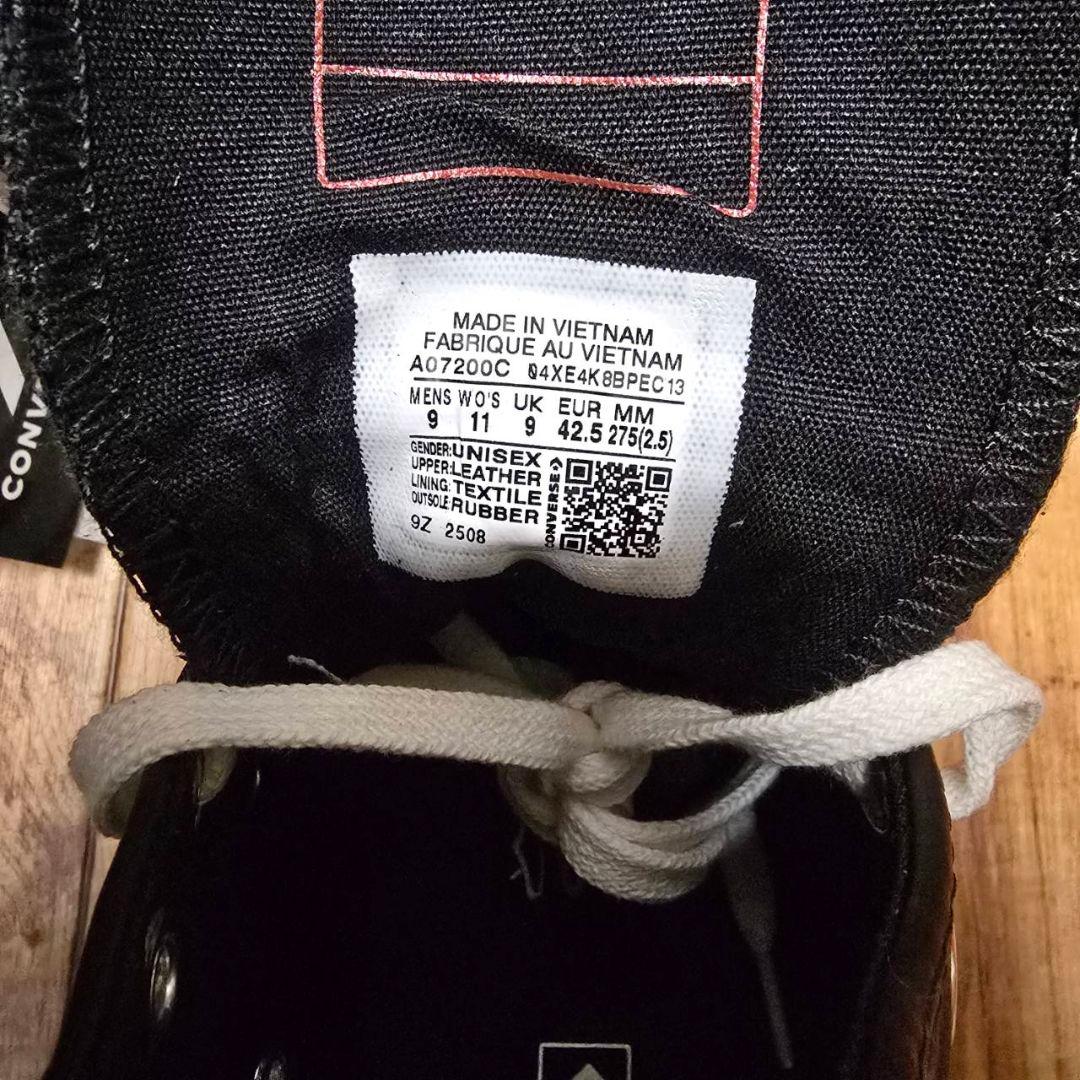 MADE IN VIETNAM
FABRIQUE AU VIETNAM
A07200C 04XE4K8BPEC13
MENS WO'S UK EUR MM
9 11 9 42.5 275(2.5)
GENDER:UNISEX
UPPER:LEATHER
LINING:TEXTILE
OUTSOLE:RUBBER
9Z 2508
CONVERSE